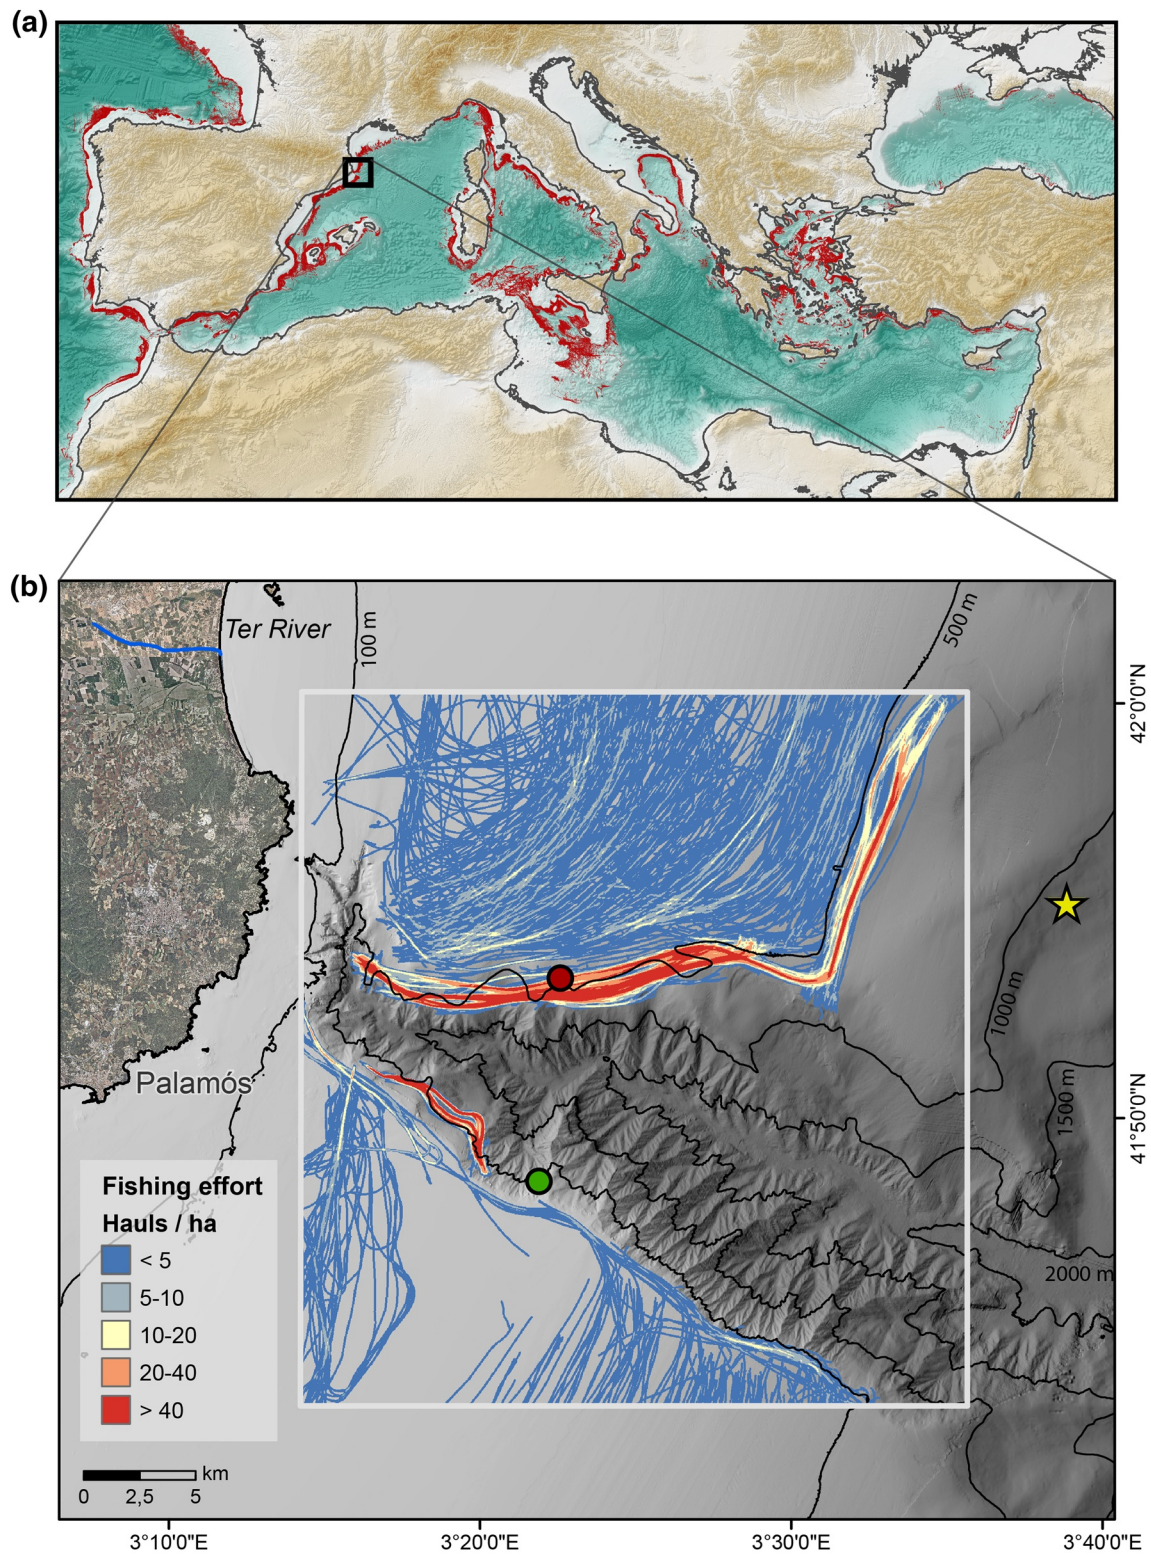 (a)
(b)
Ter River
100 m
500 m
42°0'0"N
1000 m
Palamós
1500 m
41°50'0"N
Fishing effort
Hauls / ha
< 5
5-10
10-20
20-40
> 40
2000 m
km
0 2,5 5
3°10'0"E 3°20'0"E 3°30'0"E 3°40'0"E